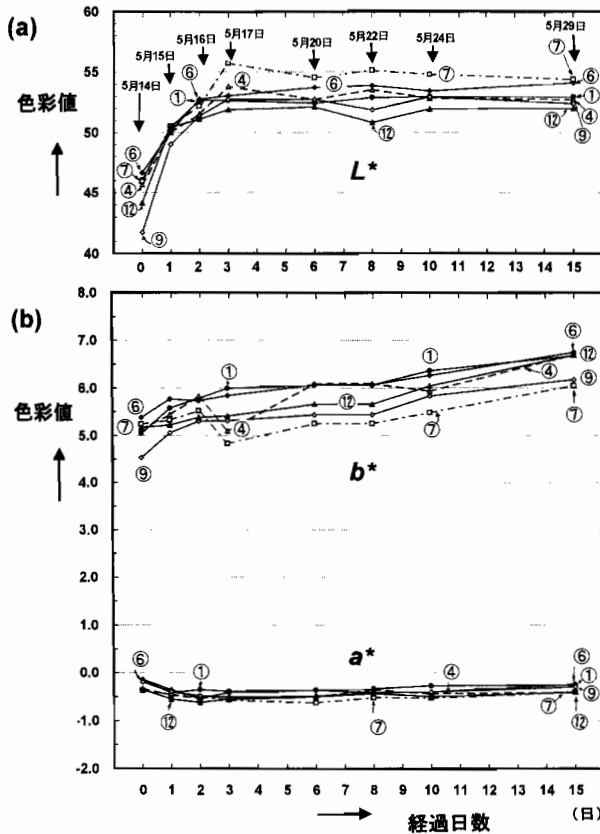 (a)
60
5月14日
5月15日
5月16日
5月17日
5月20日
5月22日
5月24日
5月29日
55
色彩値
50
45
40
⑥
①
④
⑥
⑦
⑫
⑦
⑥
①
④
⑫
⑨
⑥
⑦
④
⑫
⑨
L*
0 1 2 3 4 5 6 7 8 9 10 11 12 13 14 15
(b)
8.0
7.0
色彩値
6.0
5.0
4.0
3.0
2.0
1.0
0.0
-1.0
-2.0
①
①
⑥
⑥
⑫
④
⑨
⑦
⑫
④
⑦
⑦
⑨
b*
a*
⑥
①
④
⑥
①
⑨
⑫
⑦
⑦
⑫
0 1 2 3 4 5 6 7 8 9 10 11 12 13 14 15
経過日数
(日)